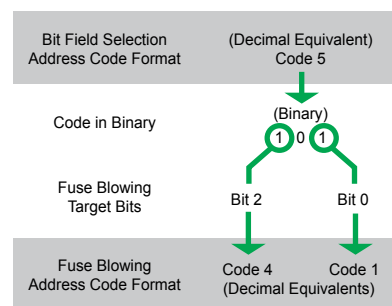 Bit Field Selection
Address Code Format
(Decimal Equivalent)
Code 5
Code in Binary
(Binary)
1 0 1
Fuse Blowing
Target Bits
Bit 2
Bit 0
Fuse Blowing
Address Code Format
Code 4
Code 1
(Decimal Equivalents)